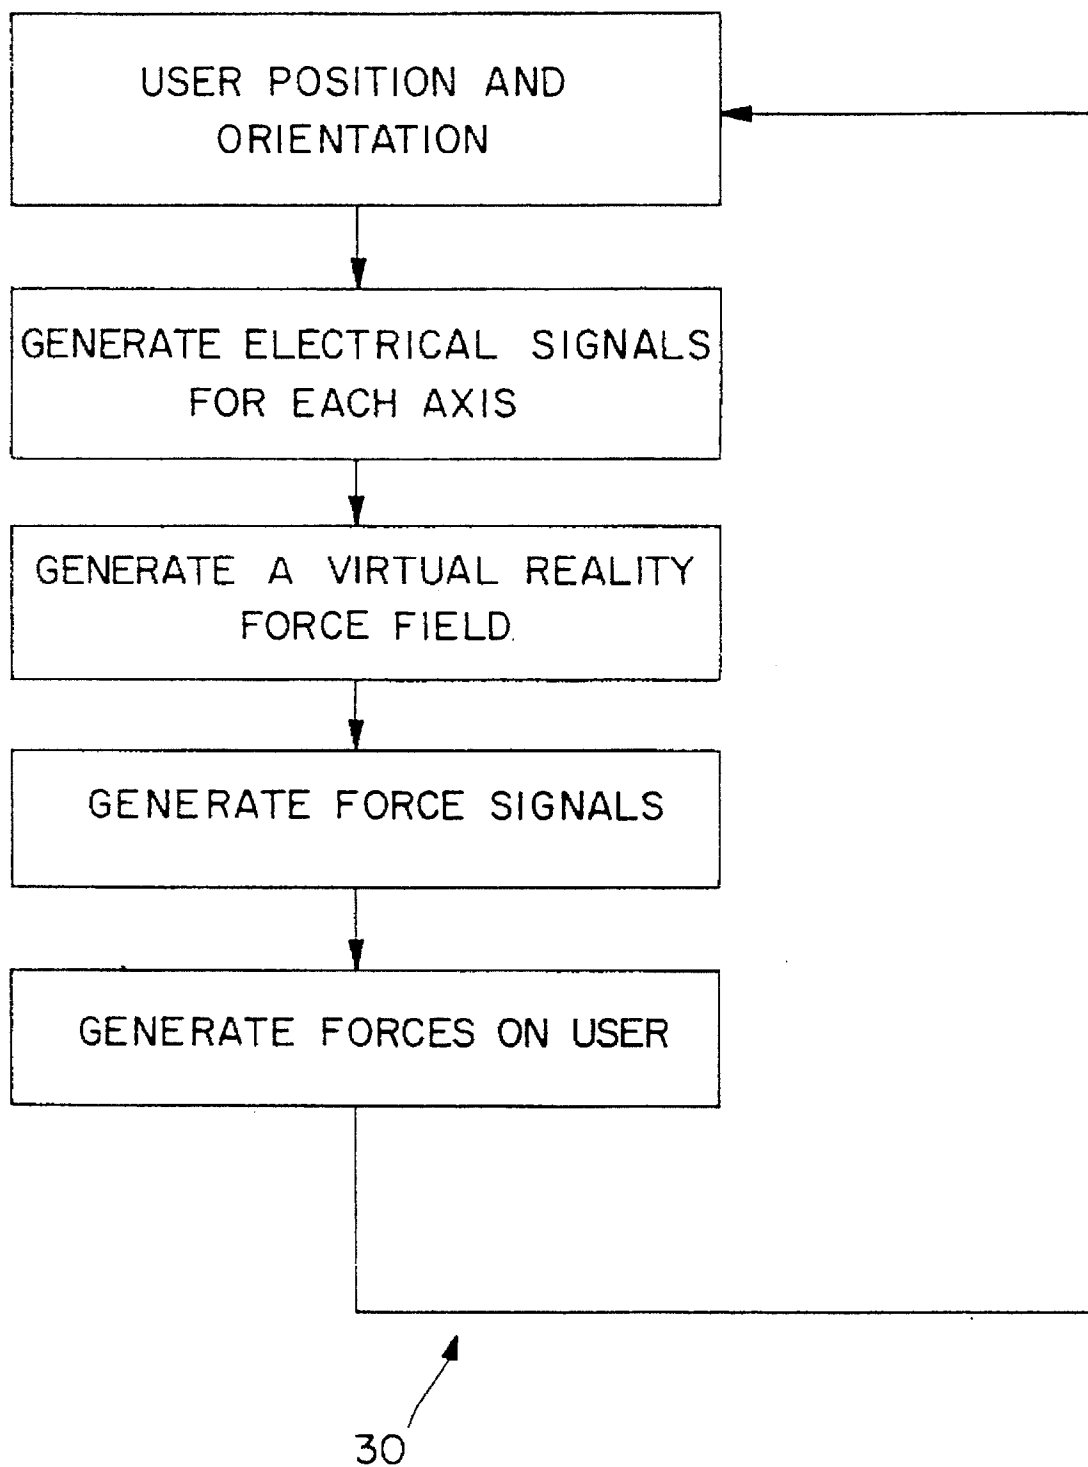 USER POSITION AND
ORIENTATION
GENERATE ELECTRICAL SIGNALS
FOR EACH AXIS
GENERATE A VIRTUAL REALITY
FORCE FIELD
GENERATE FORCE SIGNALS
GENERATE FORCES ON USER
30